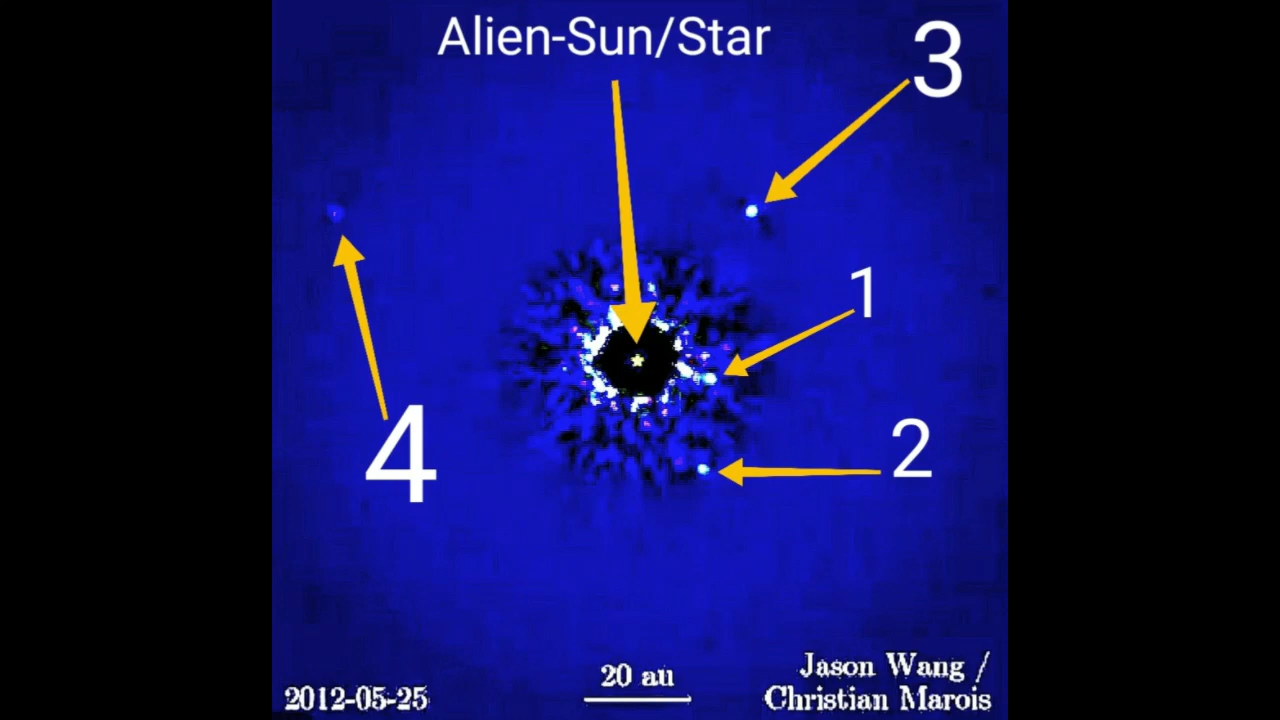 Alien-Sun/Star
3
1
2
4
20 au
2012-05-25
Jason Wang /
Christian Marois